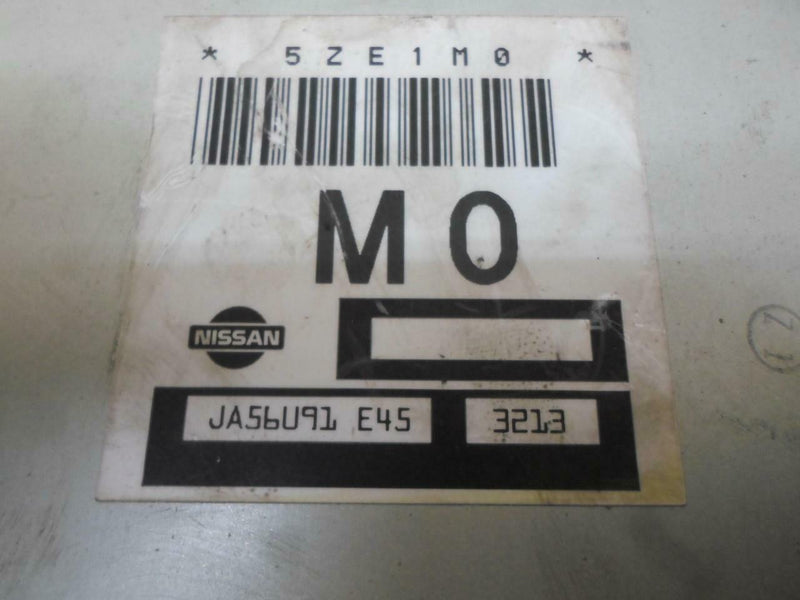 * 5ZE1M0 *
M0
NISSAN
JA56U91 E45 3213